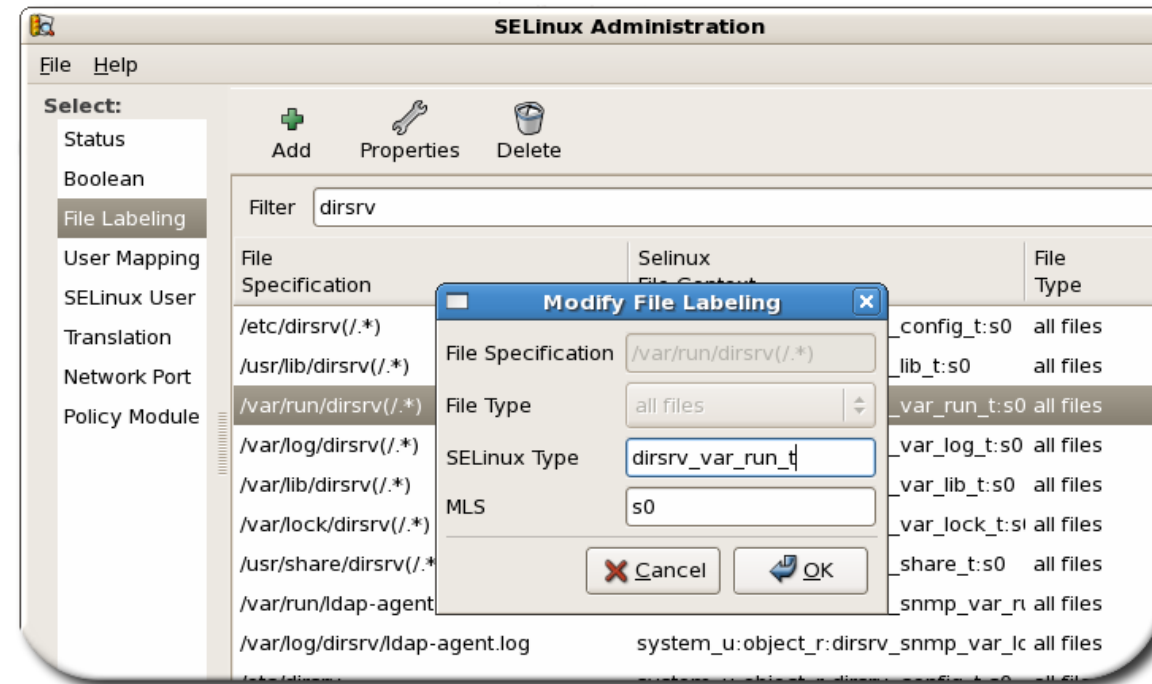 SELinux Administration
File Help
Select:
Status
Boolean
File Labeling
User Mapping
SELinux User
Translation
Network Port
Policy Module
Add Properties Delete
Filter dirsrv
File Specification
Selinux File Context
File Type
/etc/dirsrv(/.*) _config_t:s0 all files
/usr/lib/dirsrv(/.*) _lib_t:s0 all files
/var/run/dirsrv(/.*) _var_run_t:s0 all files
/var/log/dirsrv(/.*) _var_log_t:s0 all files
/var/lib/dirsrv(/.*) _var_lib_t:s0 all files
/var/lock/dirsrv(/.*) _var_lock_t:s all files
/usr/share/dirsrv(/.* _share_t:s0 all files
/var/run/ldap-agent _snmp_var_ru all files
/var/log/dirsrv/ldap-agent.log system_u:object_r:dirsrv_snmp_var_lo all files
Modify File Labeling
File Specification /var/run/dirsrv(/.*)
File Type all files
SELinux Type dirsrv_var_run_t
MLS s0
Cancel OK